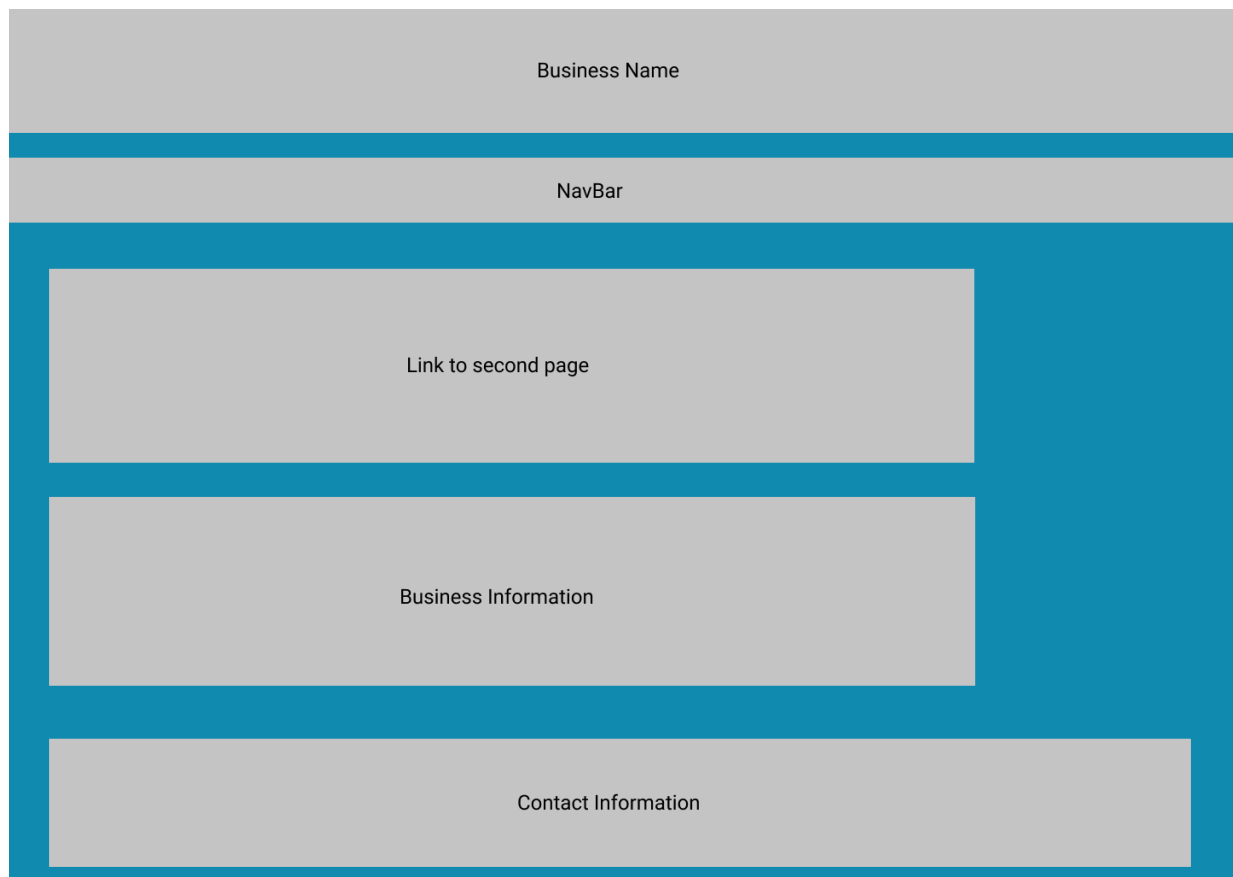 Business Name
NavBar
Link to second page
Business Information
Contact Information